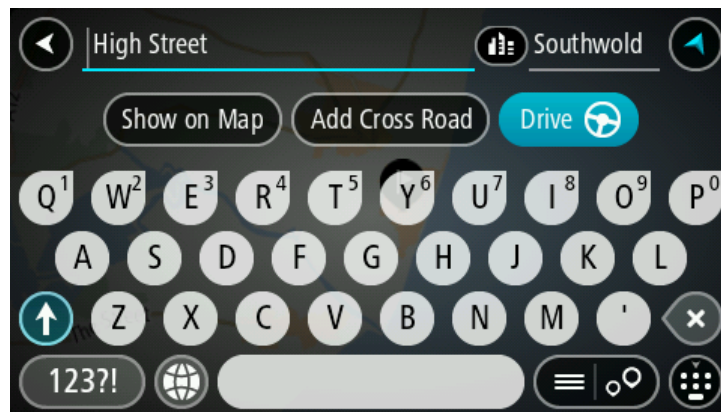 High Street Southwold
Show on Map Add Cross Road Drive
Q1 W2 E3 R4 T5 Y6 U7 I8 O9 P0
A S D F G H J K L
Z X C V B N M '
123?!